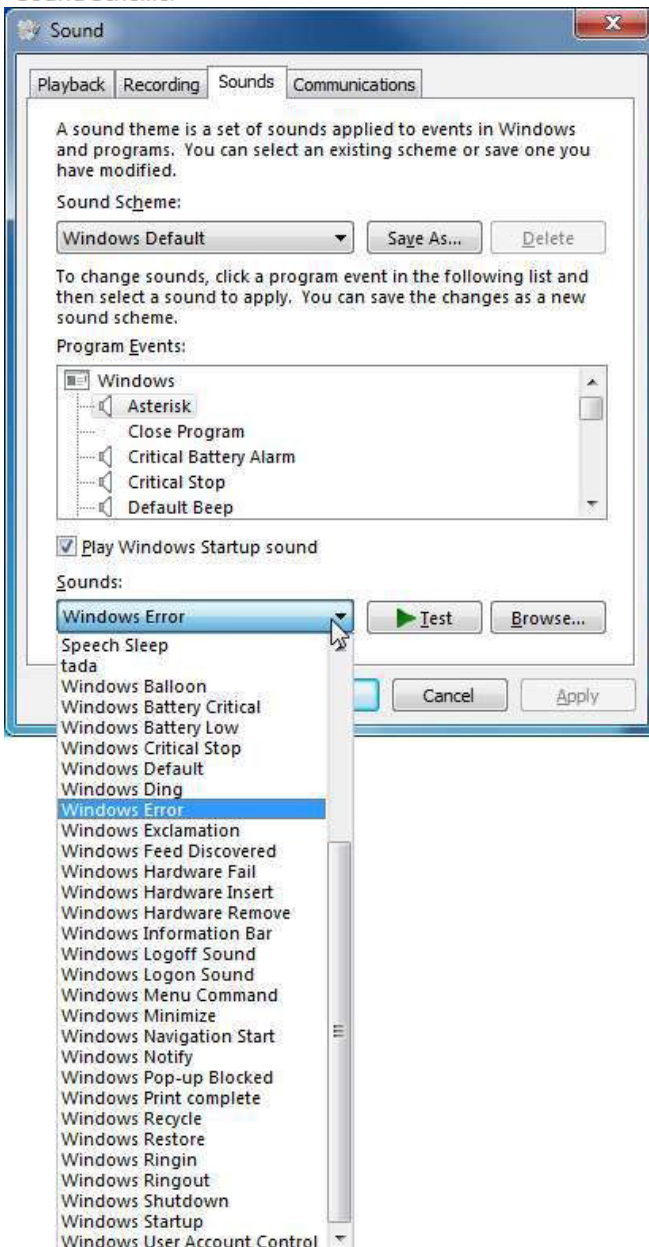 Sound
Playback Recording Sounds Communications
A sound theme is a set of sounds applied to events in Windows
and programs. You can select an existing scheme or save one you
have modified.
Sound Scheme:
Windows Default Save As... Delete
To change sounds, click a program event in the following list and
then select a sound to apply. You can save the changes as a new
sound scheme.
Program Events:
Windows
Asterisk
Close Program
Critical Battery Alarm
Critical Stop
Default Beep
Play Windows Startup sound
Sounds:
Windows Error Test Browse...
Speech Sleep
tada
Windows Balloon
Windows Battery Critical
Cancel Apply
Windows Battery Low
Windows Critical Stop
Windows Default
Windows Ding
Windows Error
Windows Exclamation
Windows Feed Discovered
Windows Hardware Fail
Windows Hardware Insert
Windows Hardware Remove
Windows Information Bar
Windows Logoff Sound
Windows Logon Sound
Windows Menu Command
Windows Minimize
Windows Navigation Start
Windows Notify
Windows Pop-up Blocked
Windows Print complete
Windows Recycle
Windows Restore
Windows Ringin
Windows Ringout
Windows Shutdown
Windows Startup
Windows User Account Control